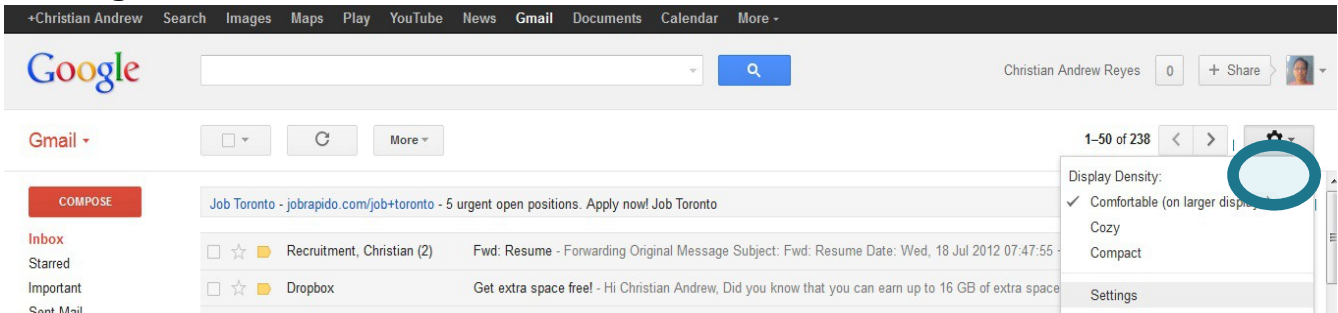 +Christian Andrew Search Images Maps Play YouTube News Gmail Documents Calendar More
Google
Christian Andrew Reyes 0 + Share
Gmail
More
1–50 of 238
Display Density:
COMPOSE
Job Toronto - jobrapido.com/job+toronto - 5 urgent open positions. Apply now! Job Toronto
Comfortable (on larger
Inbox
Cozy
Recruitment, Christian (2) Fwd: Resume - Forwarding Original Message Subject: Fwd: Resume Date: Wed, 18 Jul 2012 07:47:55 -
Starred
Compact
Important
Dropbox Get extra space free! - Hi Christian Andrew, Did you know that you can earn up to 16 GB of extra space
Settings
Sent Mail